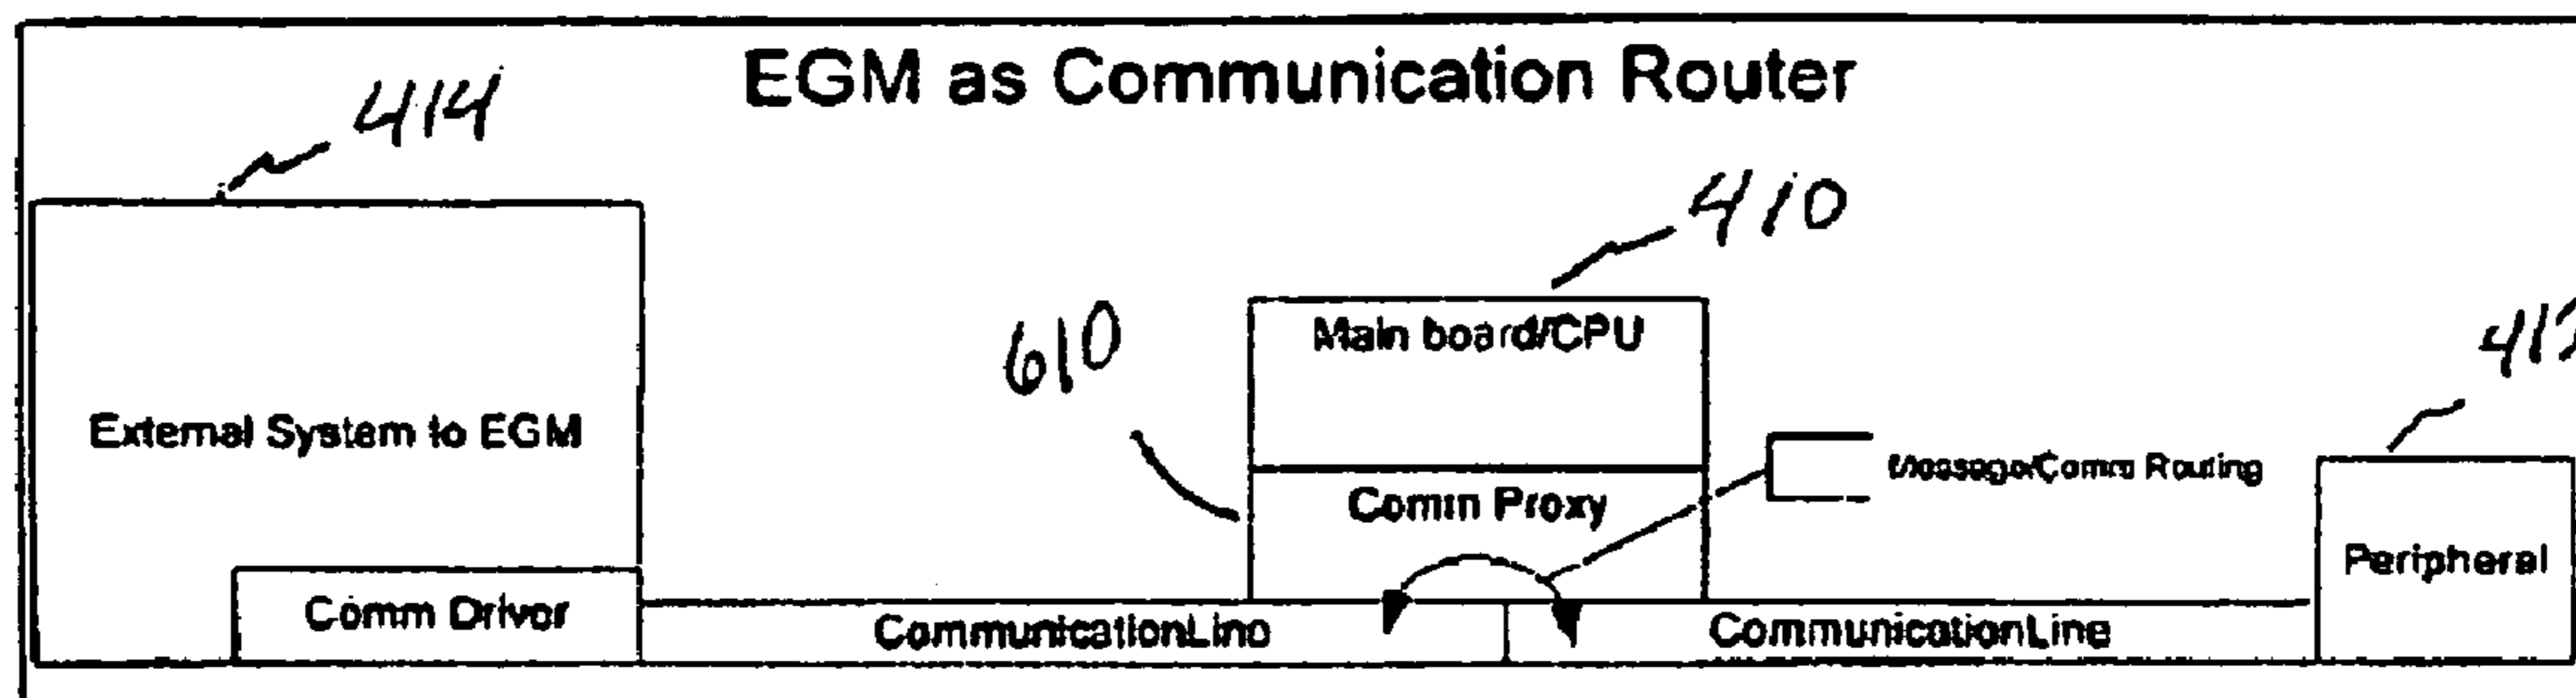 EGM as Communication Router
414
410
610
Main board/CPU
External System to EGM
Message/Comm Routing
Comm Proxy
Peripheral
Comm Driver
CommunicationLine
CommunicationLine